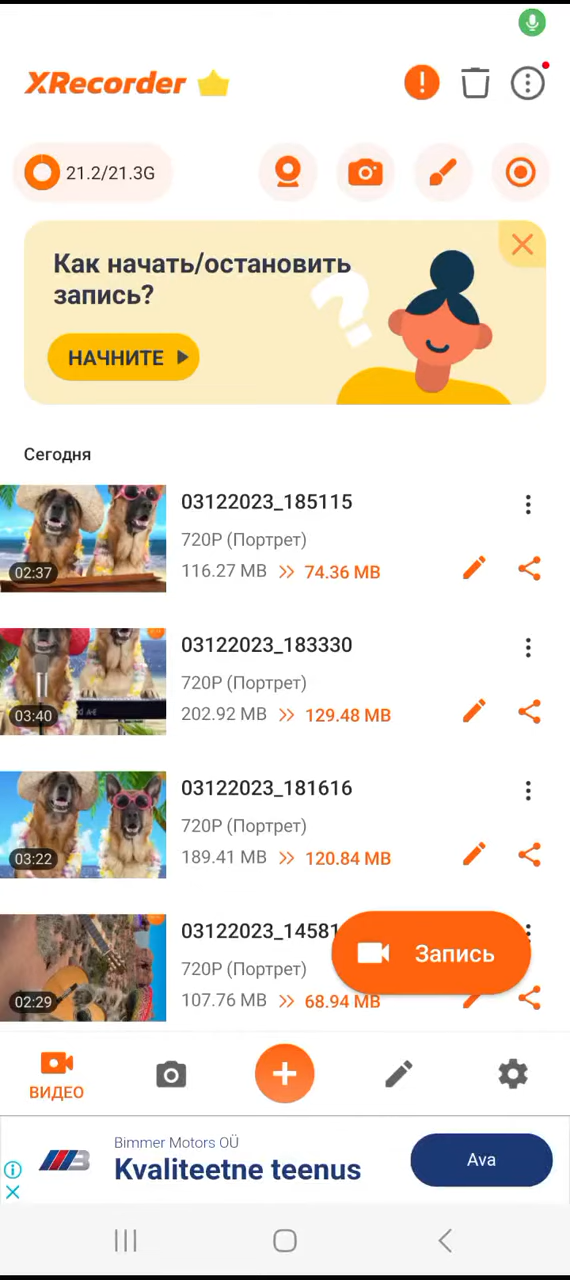 XRecorder
21.2/21.3G
Как начать/остановить
запись?
НАЧНИТЕ
Сегодня
03122023_185115
720P (Портрет)
116.27 MB >> 74.36 MB
02:37
03122023_183330
720P (Портрет)
202.92 MB >> 129.48 MB
03:40
03122023_181616
720P (Портрет)
189.41 MB >> 120.84 MB
03:22
03122023_14581
720P (Портрет)
107.76 MB >> 68.94 MB
02:29
Запись
ВИДЕО
Bimmer Motors OÜ
Kvaliteetne teenus
Ava